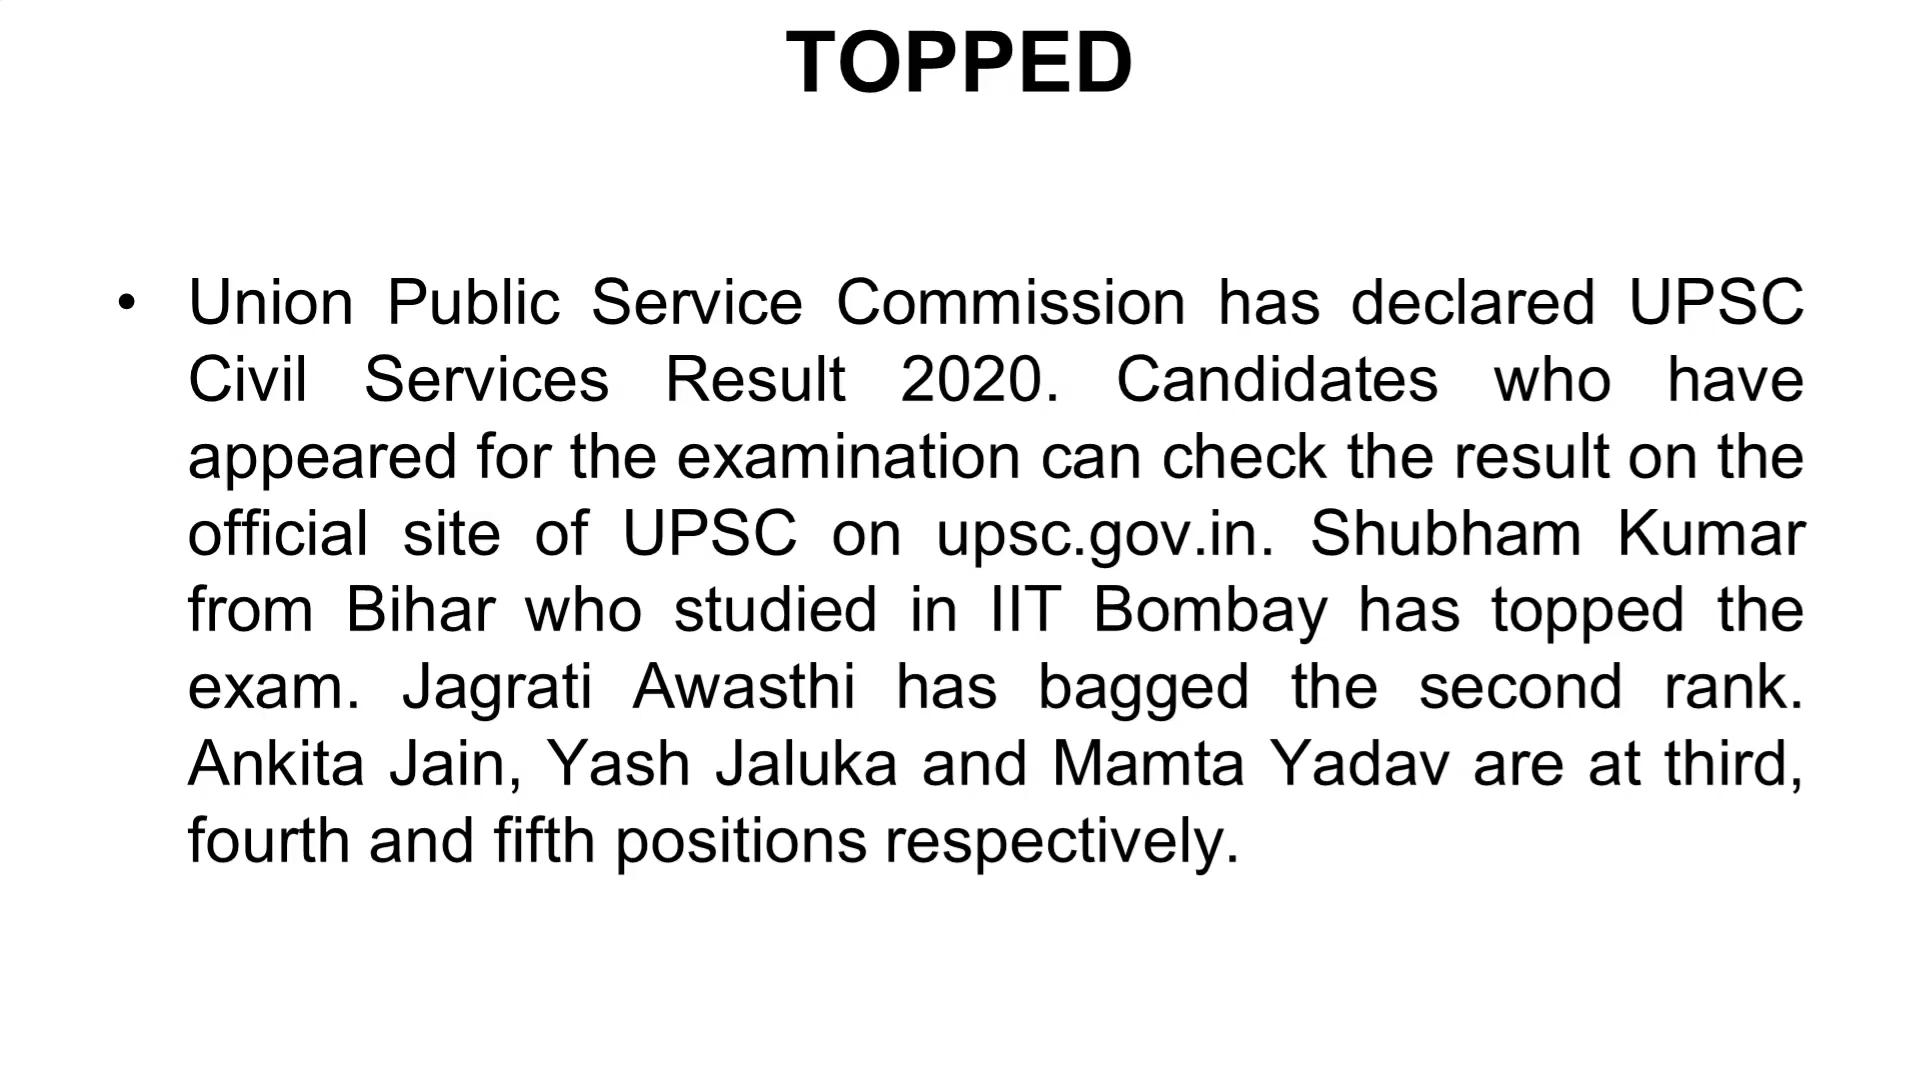 TOPPED
• Union Public Service Commission has declared UPSC
Civil Services Result 2020. Candidates who have
appeared for the examination can check the result on the
official site of UPSC on upsc.gov.in. Shubham Kumar
from Bihar who studied in IIT Bombay has topped the
exam. Jagrati Awasthi has bagged the second rank.
Ankita Jain, Yash Jaluka and Mamta Yadav are at third,
fourth and fifth positions respectively.